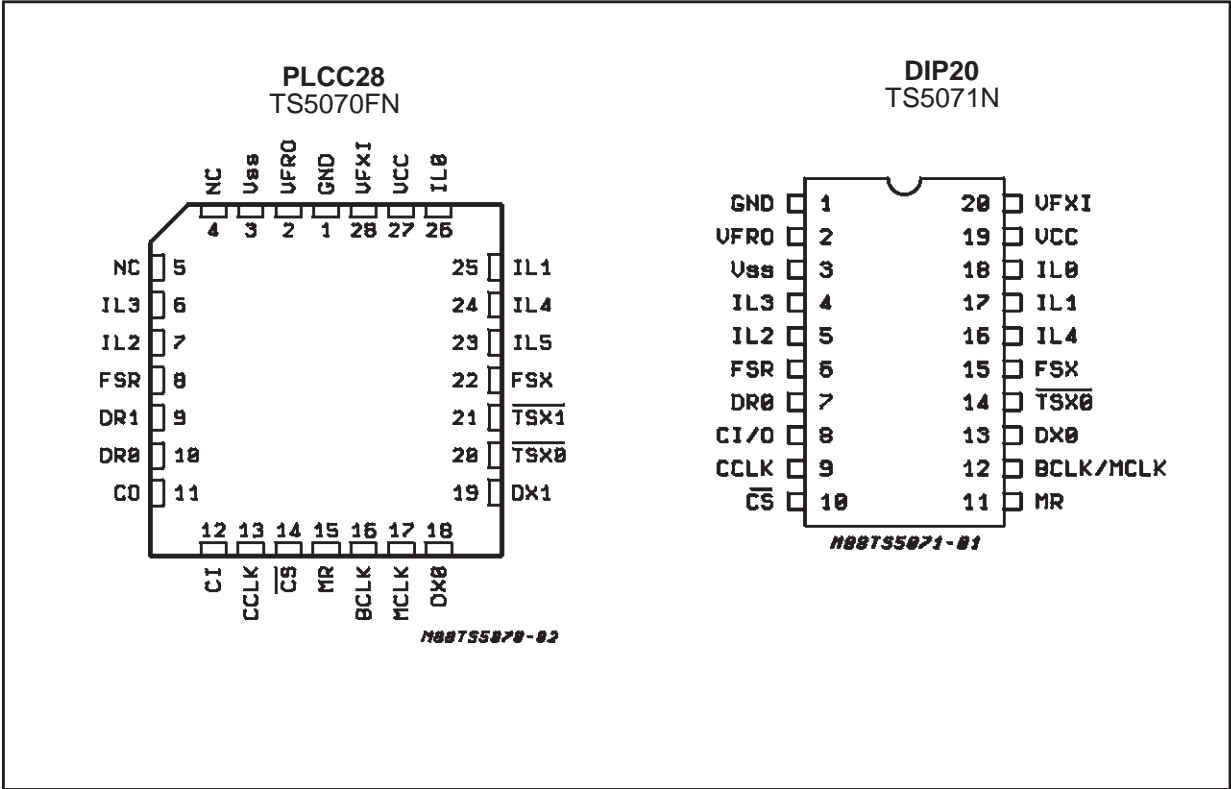 PLCC28
TS5070FN
NC Vss VFRO GND VFXI VCC IL0
4 3 2 1 28 27 26
NC 5 25 IL1
IL3 6 24 IL4
IL2 7 23 IL5
FSR 8 22 FSX
DR1 9 21 TSX1
DR0 10 20 TSX0
CO 11 19 DX1
12 13 14 15 16 17 18
CI CCLK CS MR BCLK MCLK DX0
M88TS5070-02
DIP20
TS5071N
GND 1 20 VFXI
VFRO 2 19 VCC
Vss 3 18 IL0
IL3 4 17 IL1
IL2 5 16 IL4
FSR 6 15 FSX
DR0 7 14 TSX0
CI/O 8 13 DX0
CCLK 9 12 BCLK/MCLK
CS 10 11 MR
M88TS5071-01